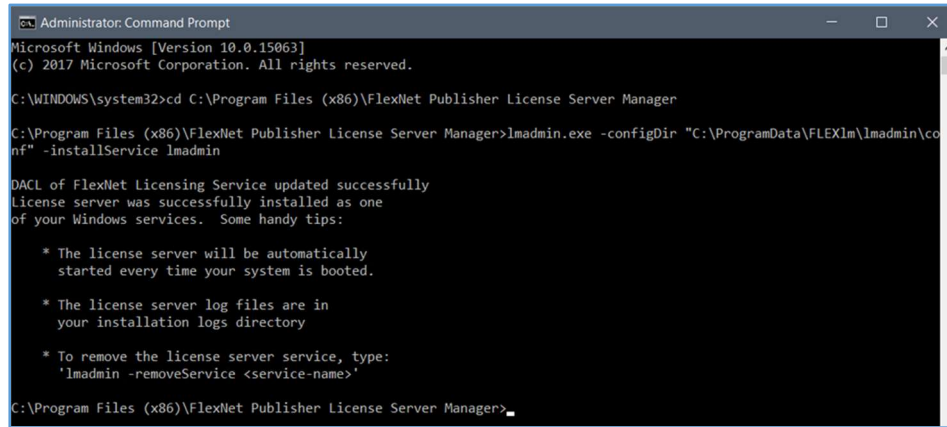 Administrator: Command Prompt
Microsoft Windows [Version 10.0.15063]
(c) 2017 Microsoft Corporation. All rights reserved.
C:\WINDOWS\system32>cd C:\Program Files (x86)\FlexNet Publisher License Server Manager
C:\Program Files (x86)\FlexNet Publisher License Server Manager>lmadmin.exe -configDir "C:\ProgramData\FLEXlm\lmadmin\co
nf" -installService lmadmin
DACL of FlexNet Licensing Service updated successfully
License server was successfully installed as one
of your Windows services.  Some handy tips:
* The license server will be automatically
started every time your system is booted.
* The license server log files are in
your installation logs directory
* To remove the license server service, type:
'lmadmin -removeService <service-name>'
C:\Program Files (x86)\FlexNet Publisher License Server Manager>